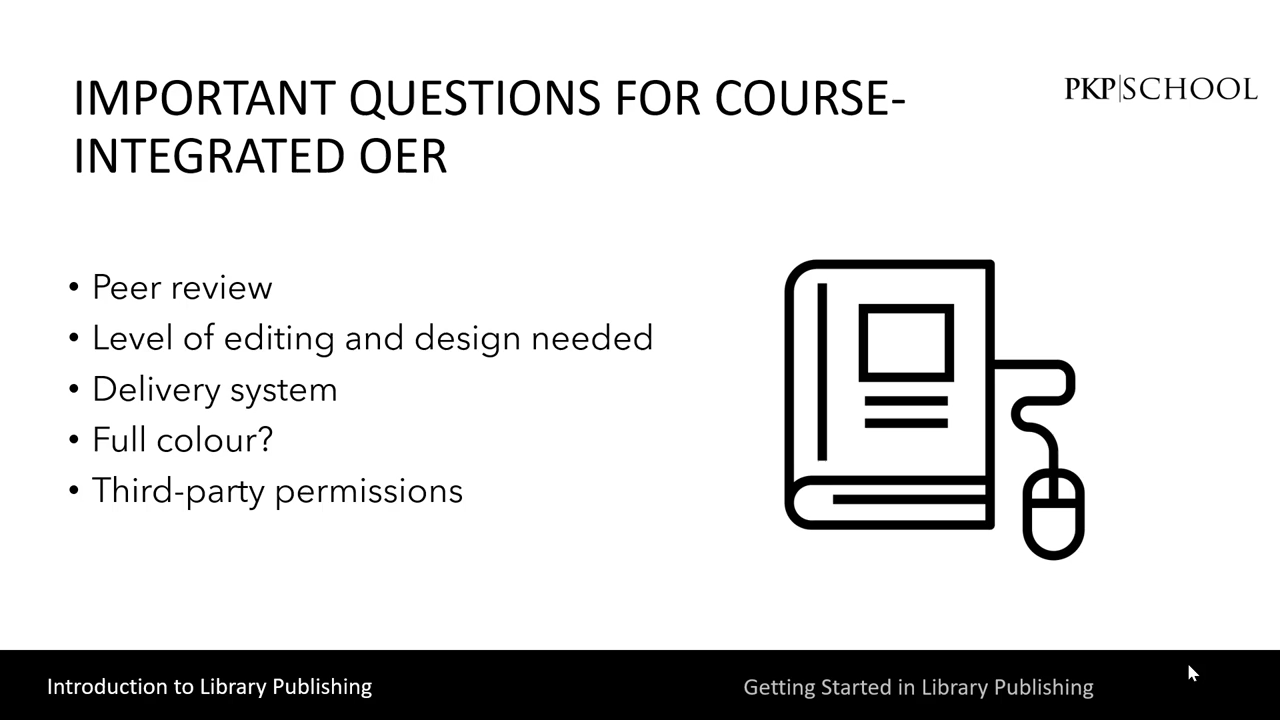 IMPORTANT QUESTIONS FOR COURSE-
INTEGRATED OER
PKP|SCHOOL
• Peer review
• Level of editing and design needed
• Delivery system
• Full colour?
• Third-party permissions
Introduction to Library Publishing
Getting Started in Library Publishing